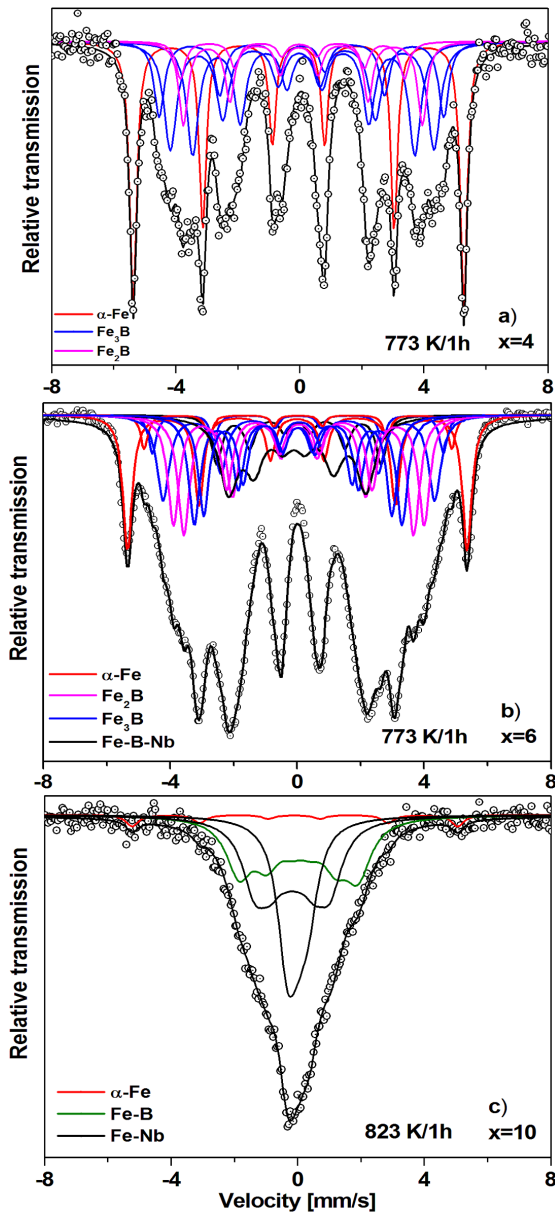 Relative transmission
α-Fe
Fe3B
Fe2B
a)
773 K/1h
x=4
-8 -4 0 4 8
Relative transmission
α-Fe
Fe2B
Fe3B
Fe-B-Nb
b)
773 K/1h
x=6
-8 -4 0 4 8
Relative transmission
α-Fe
Fe-B
Fe-Nb
c)
823 K/1h
x=10
-8 -4 0 4 8
Velocity [mm/s]